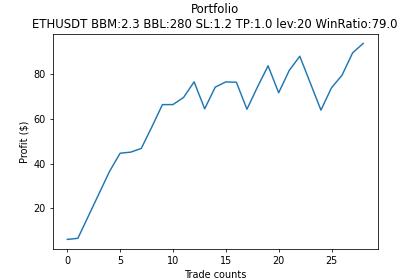 Portfolio
ETHUSDT BBM:2.3 BBL:280 SL:1.2 TP:1.0 lev:20 WinRatio:79.0
80
60
40
20
Profit ($)
0 5 10 15 20 25
Trade counts